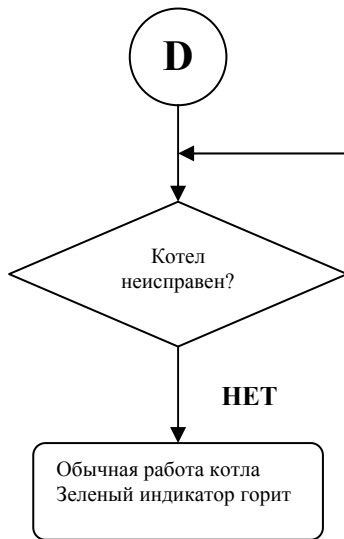 D
Котел
неисправен?
НЕТ
Обычная работа котла
Зеленый индикатор горит